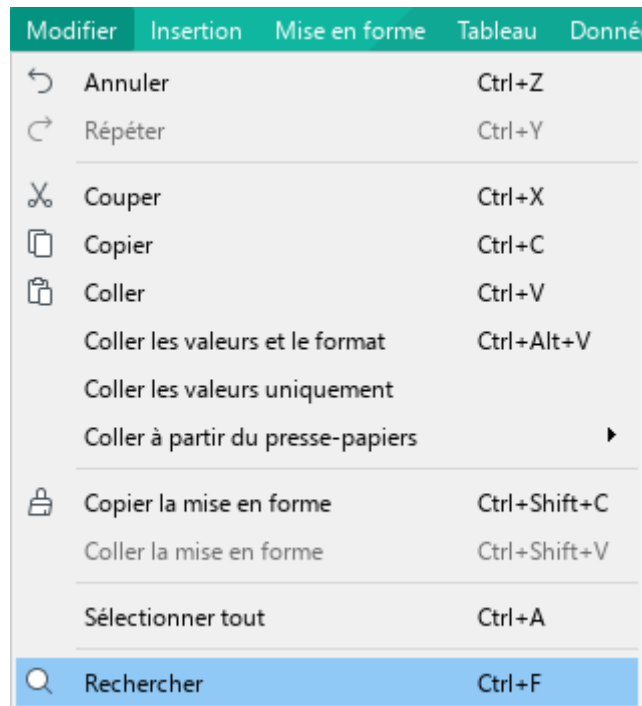 Modifier Insertion Mise en forme Tableau Donné
Annuler Ctrl+Z
Répéter Ctrl+Y
Couper Ctrl+X
Copier Ctrl+C
Coller Ctrl+V
Coller les valeurs et le format Ctrl+Alt+V
Coller les valeurs uniquement
Coller à partir du presse-papiers
Copier la mise en forme Ctrl+Shift+C
Coller la mise en forme Ctrl+Shift+V
Sélectionner tout Ctrl+A
Rechercher Ctrl+F